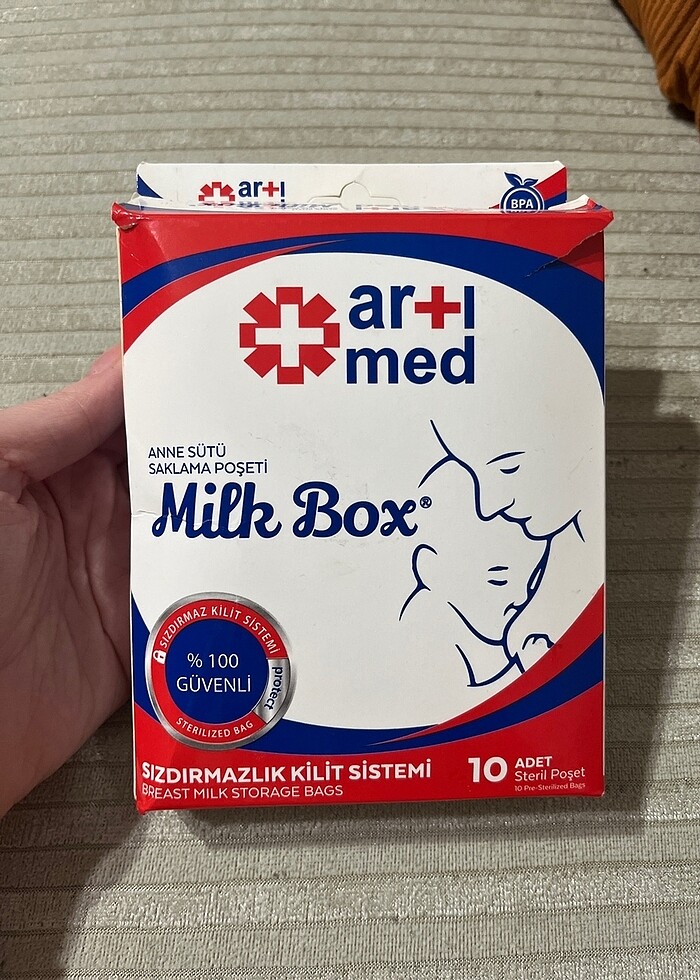 ar+ı
BPA
ar+ı
med
ANNE SÜTÜ
SAKLAMA POŞETİ
Milk Box®
SIZDIRMAZ KİLİT SİSTEMİ
% 100
GÜVENLİ
protect
STERILIZED BAG
SIZDIRMAZLIK KİLİT SİSTEMİ
BREAST MILK STORAGE BAGS
10 ADET
Steril Poşet
10 Pre-Sterilized Bags